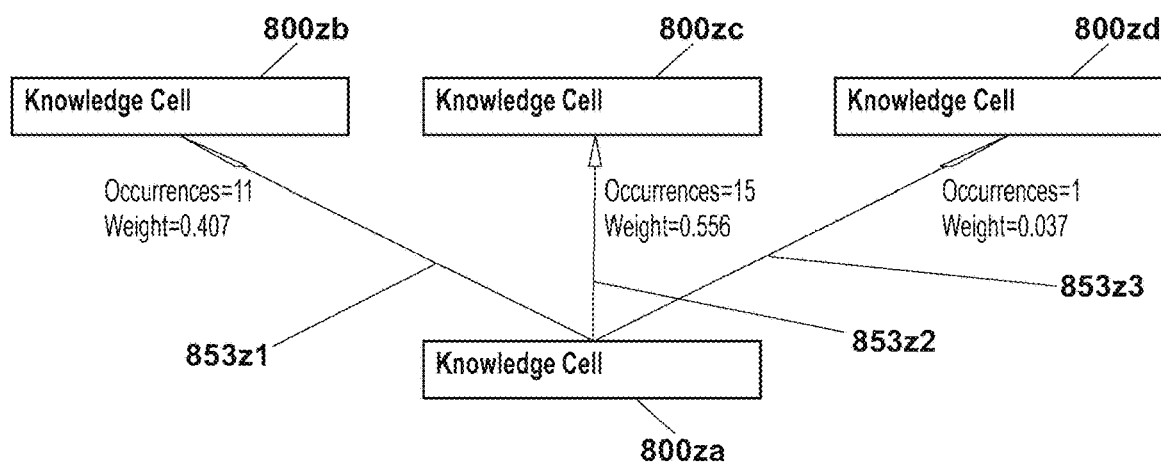 800zb
800zc
800zd
Knowledge Cell
Knowledge Cell
Knowledge Cell
Occurrences=11
Weight=0.407
Occurrences=15
Weight=0.556
Occurrences=1
Weight=0.037
853z3
853z2
853z1
Knowledge Cell
800za